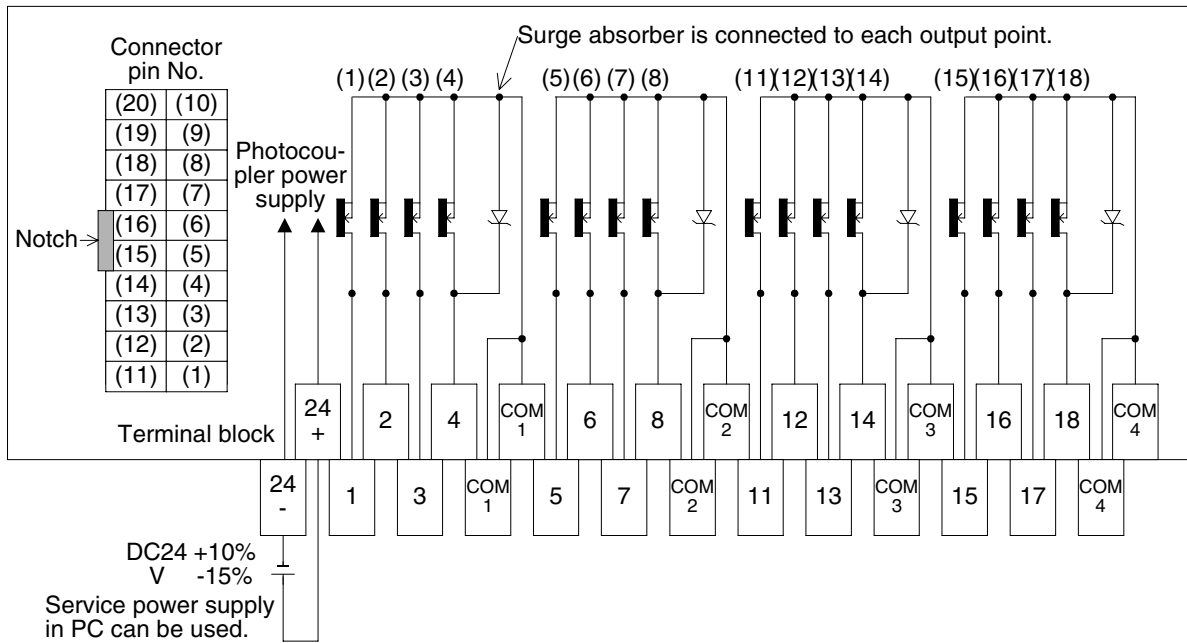 Surge absorber is connected to each output point.
Connector
pin No.
(1) (2) (3) (4) (5) (6) (7) (8) (11) (12) (13) (14) (15) (16) (17) (18)
(20) (10)
(19) (9)
(18) (8)
(17) (7)
(16) (6)
(15) (5)
(14) (4)
(13) (3)
(12) (2)
(11) (1)
Notch
Photocou-
pler power
supply
Terminal block
24
+
2
4
COM
1
6
8
COM
2
12
14
COM
3
16
18
COM
4
24
-
1
3
COM
1
5
7
COM
2
11
13
COM
3
15
17
COM
4
DC24 +10%
V -15%
Service power supply
in PC can be used.